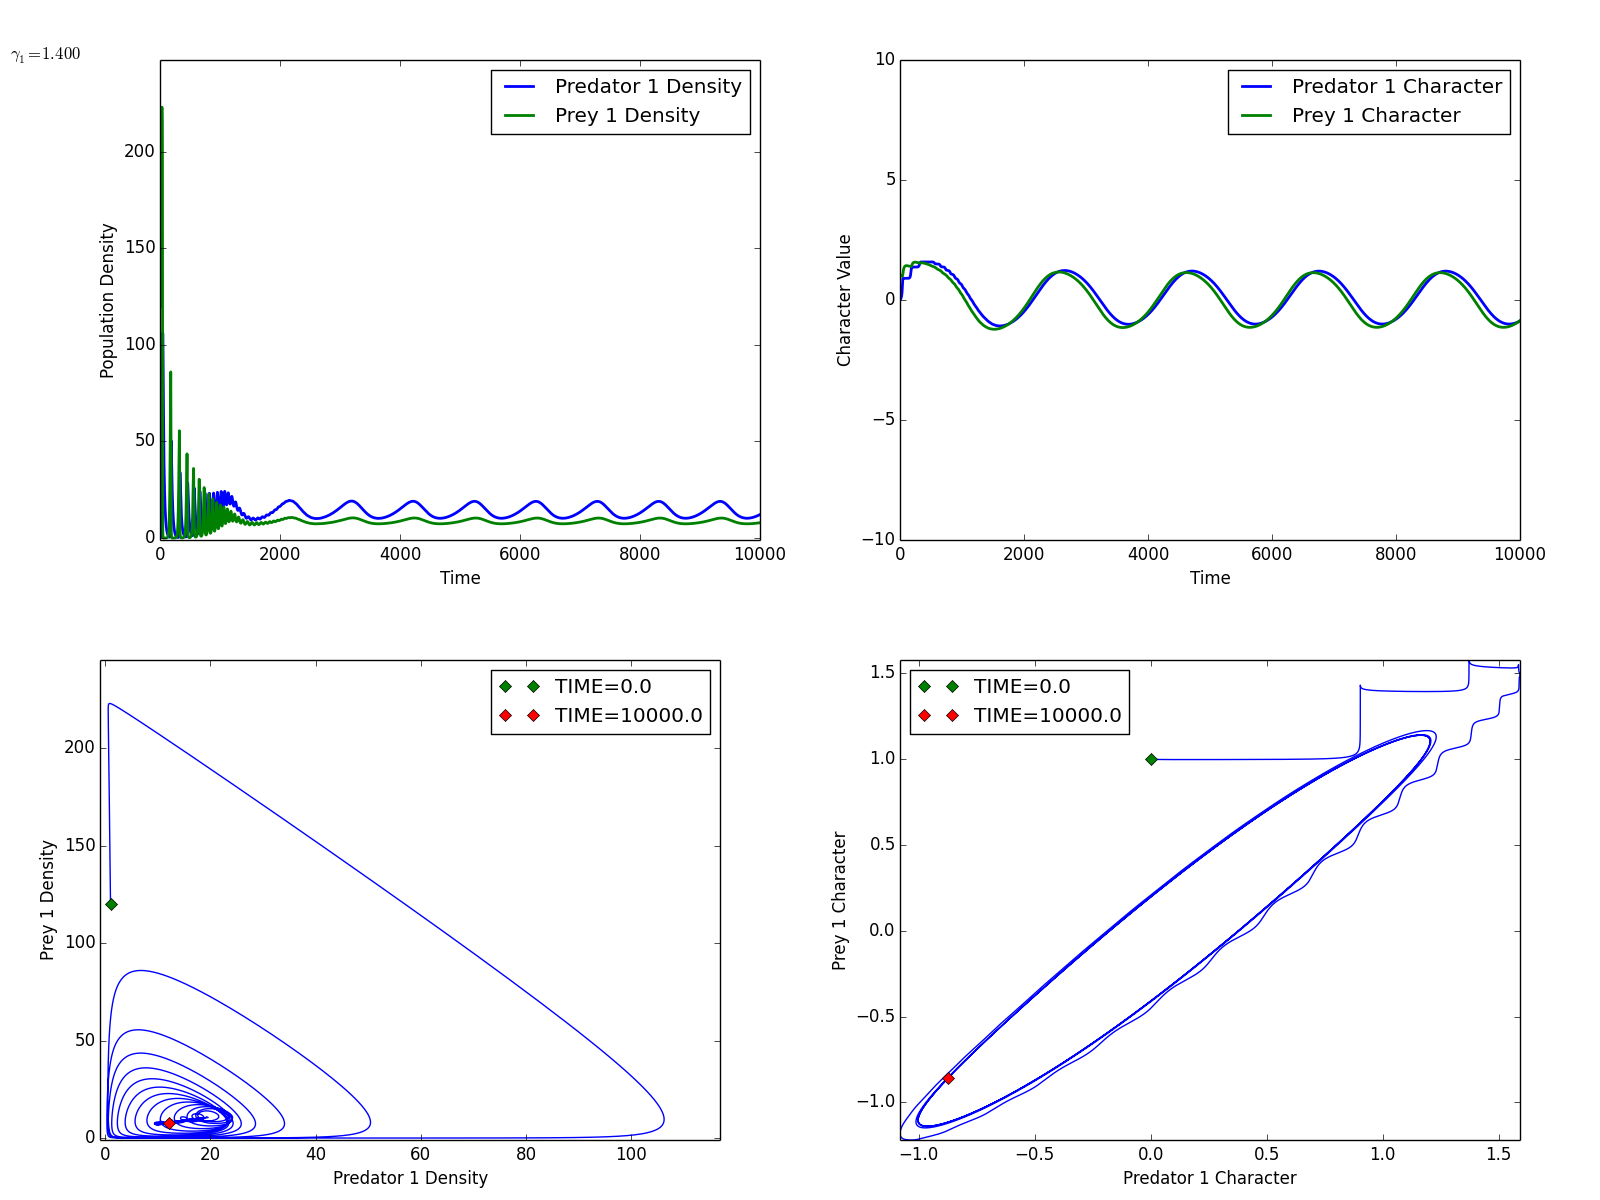 γ₁=1.400
Predator 1 Density
Prey 1 Density
200
150
100
50
0
Population Density
0 2000 4000 6000 8000 10000
Time
Predator 1 Character
Prey 1 Character
10
5
0
−5
−10
Character Value
0 2000 4000 6000 8000 10000
Time
TIME=0.0
TIME=10000.0
200
150
100
50
0
Prey 1 Density
0 20 40 60 80 100
Predator 1 Density
TIME=0.0
TIME=10000.0
1.5
1.0
0.5
0.0
−0.5
−1.0
Prey 1 Character
−1.0 −0.5 0.0 0.5 1.0 1.5
Predator 1 Character